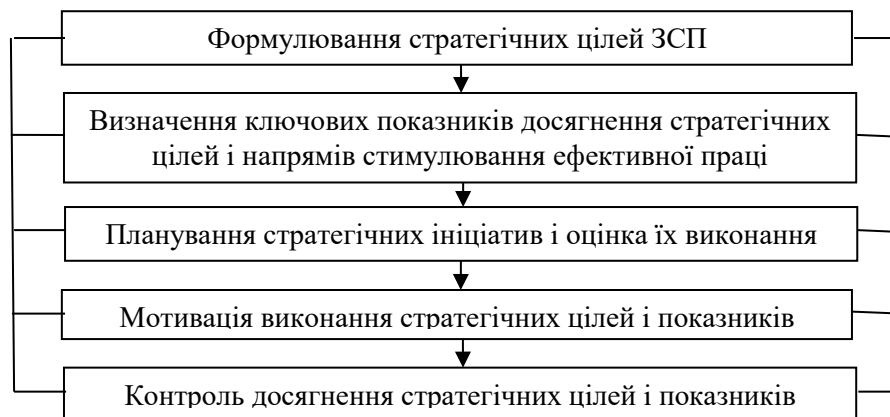 Формулювання стратегічних цілей ЗСП
Визначення ключових показників досягнення стратегічних
цілей і напрямів стимулювання ефективної праці
Планування стратегічних ініціатив і оцінка їх виконання
Мотивація виконання стратегічних цілей і показників
Контроль досягнення стратегічних цілей і показників